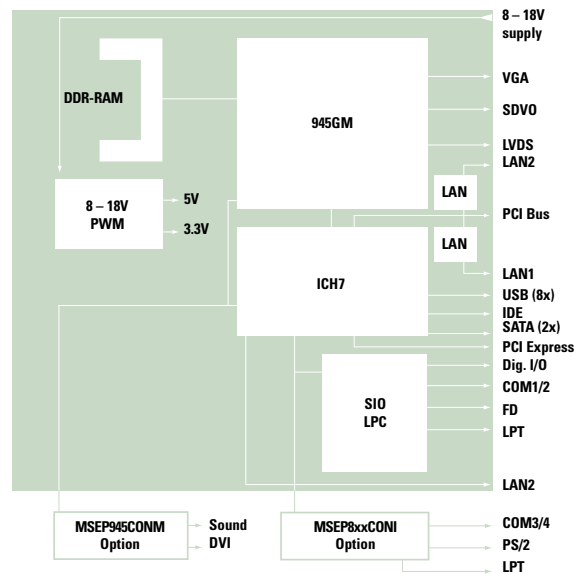 8 – 18V
supply
VGA
DDR-RAM
SDVO
945GM
LVDS
LAN2
LAN
8 – 18V
PWM
5V
3.3V
PCI Bus
LAN
LAN1
ICH7
USB (8x)
IDE
SATA (2x)
PCI Express
Dig. I/O
COM1/2
SIO
LPC
FD
LPT
LAN2
MSEP945CONM
Option
Sound
DVI
MSEP8xxCONI
Option
COM3/4
PS/2
LPT